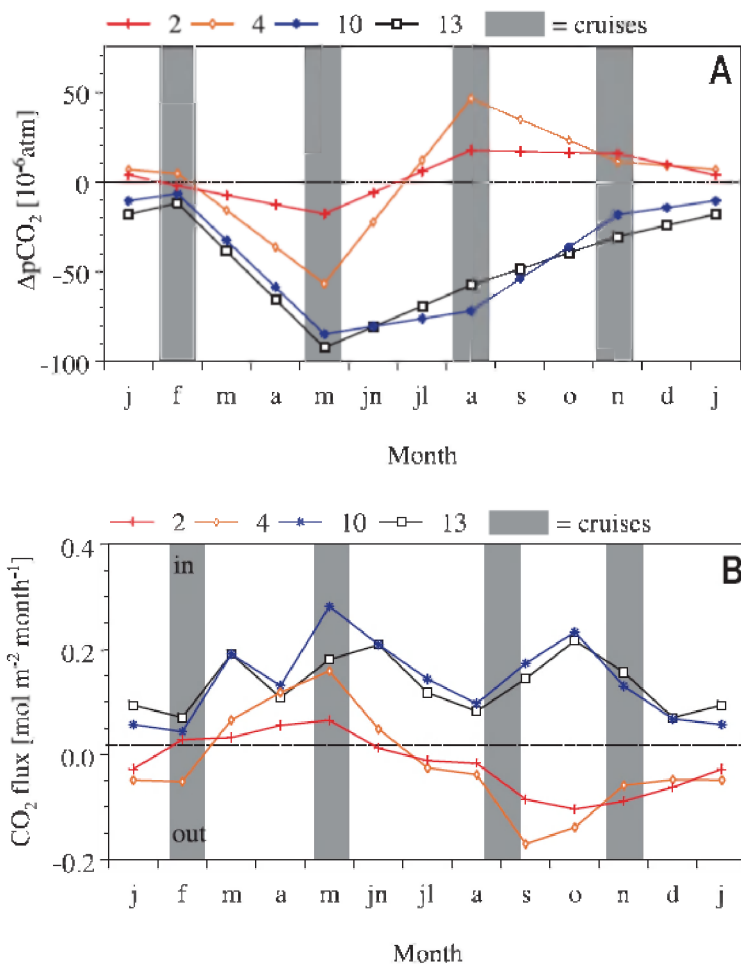 2 4 10 13 = cruises
A
50
0
-50
-100
ΔpCO₂ [10⁻⁶atm]
j f m a m jn jl a s o n d j
Month
2 4 10 13 = cruises
B
in
out
0.4
0.2
0.0
-0.2
CO₂ flux [mol m⁻² month⁻¹]
j f m a m jn jl a s o n d j
Month